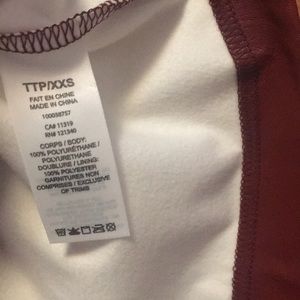 TTP/XXS
FAIT EN CHINE
MADE IN CHINA
100038757
CA# 11319
RN# 121340
CORPS / BODY:
100% POLYURÉTHANE /
POLYURETHANE
DOUBLURE / LINING:
100% POLYESTER
GARNITURES NON
COMPRISES / EXCLUSIVE
OF TRIMS